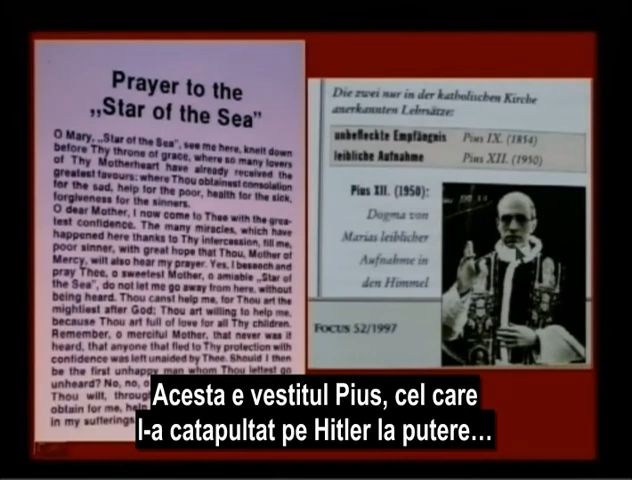 Prayer to the
„Star of the Sea"
O Mary, „Star of the Sea", see me here, knelt down
before Thy throne of grace, where so many lovers
of Thy Motherheart have already received the
greatest favours; where Thou obtainest consolation
for the sad, help for the poor, health for the sick,
forgiveness for the sinners.
O dear Mother, I now come to Thee with the grea-
test confidence. The many miracles, which have
happened here thanks to Thy intercession, fill me,
poor sinner, with great hope that Thou, Mother of
Mercy, will also hear my prayer. Yes, I beseech and
pray Thee, o sweetest Mother, o amiable „Star of
the Sea", do not let me go away from here, without
being heard. Thou canst help me, for Thou art the
mightiest after God; Thou art willing to help me,
because Thou art full of love for all Thy children.
Remember, o merciful Mother, that never was it
heard, that anyone that fled to Thy protection with
confidence was left unaided by Thee. Should I then
be the first unhappy man whom Thou lettest go
unheard? No, no, o
Thou wilt, through
obtain for me, help
in my sufferings
Die zwei nur in der katholischen Kirche
anerkannten Lehrsätze:
unbefleckte Empfängnis Pius IX. (1854)
leibliche Aufnahme Pius XII. (1950)
Pius XII. (1950):
Dogma von
Marias leiblicher
Aufnahme in
den Himmel
FOCUS 52/1997
Acesta e vestitul Pius, cel care
l-a catapultat pe Hitler la putere...